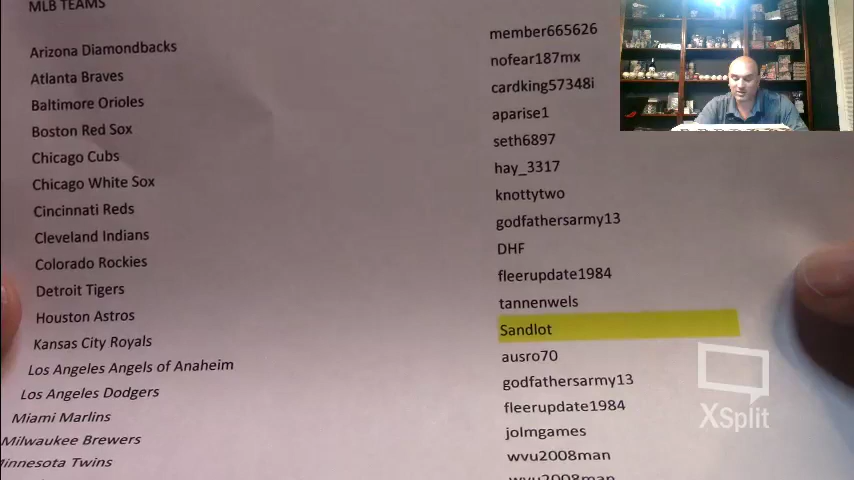 MLB TEAMS
Arizona Diamondbacks member665626
Atlanta Braves nofear187mx
Baltimore Orioles cardking57348i
Boston Red Sox aparise1
Chicago Cubs seth6897
Chicago White Sox hay_3317
Cincinnati Reds knottytwo
Cleveland Indians godfathersarmy13
Colorado Rockies DHF
Detroit Tigers fleerupdate1984
Houston Astros tannenwels
Kansas City Royals Sandlot
Los Angeles Angels of Anaheim ausro70
Los Angeles Dodgers godfathersarmy13
Miami Marlins fleerupdate1984
Milwaukee Brewers jolmgames
Minnesota Twins wvu2008man
wvu2008man
XSplit